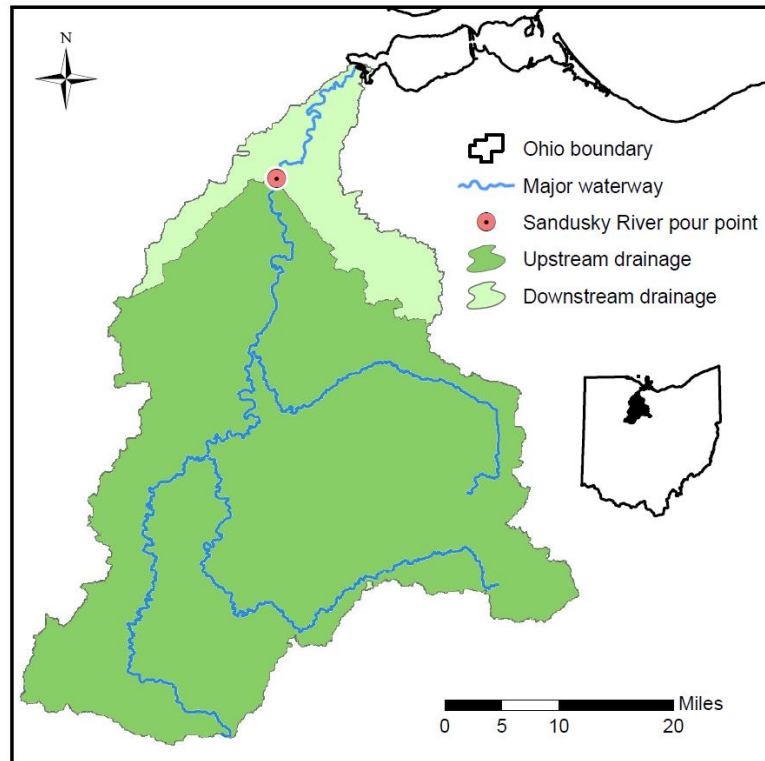 N
Ohio boundary
Major waterway
Sandusky River pour point
Upstream drainage
Downstream drainage
Miles
0 5 10 20